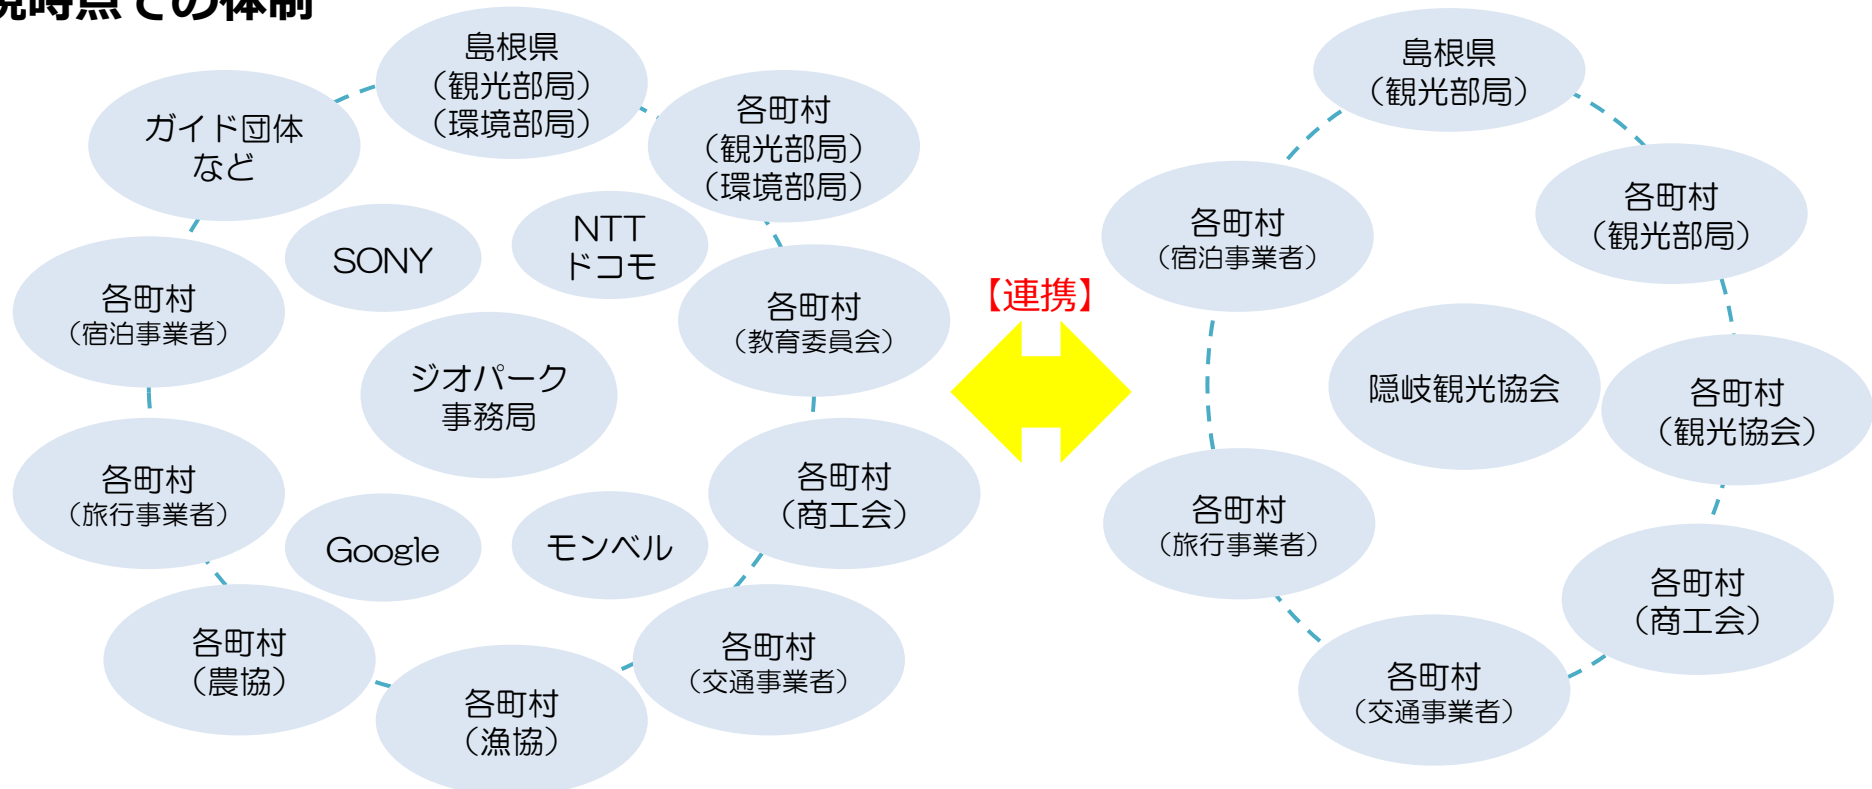 現時点での体制
島根県
（観光部局）
（環境部局）
ガイド団体
など
各町村
（観光部局）
（環境部局）
SONY
NTT
ドコモ
各町村
（宿泊事業者）
各町村
（教育委員会）
ジオパーク
事務局
各町村
（旅行事業者）
各町村
（商工会）
Google
モンベル
各町村
（農協）
各町村
（漁協）
各町村
（交通事業者）
【連携】
島根県
（観光部局）
各町村
（宿泊事業者）
各町村
（観光部局）
隠岐観光協会
各町村
（観光協会）
各町村
（旅行事業者）
各町村
（商工会）
各町村
（交通事業者）